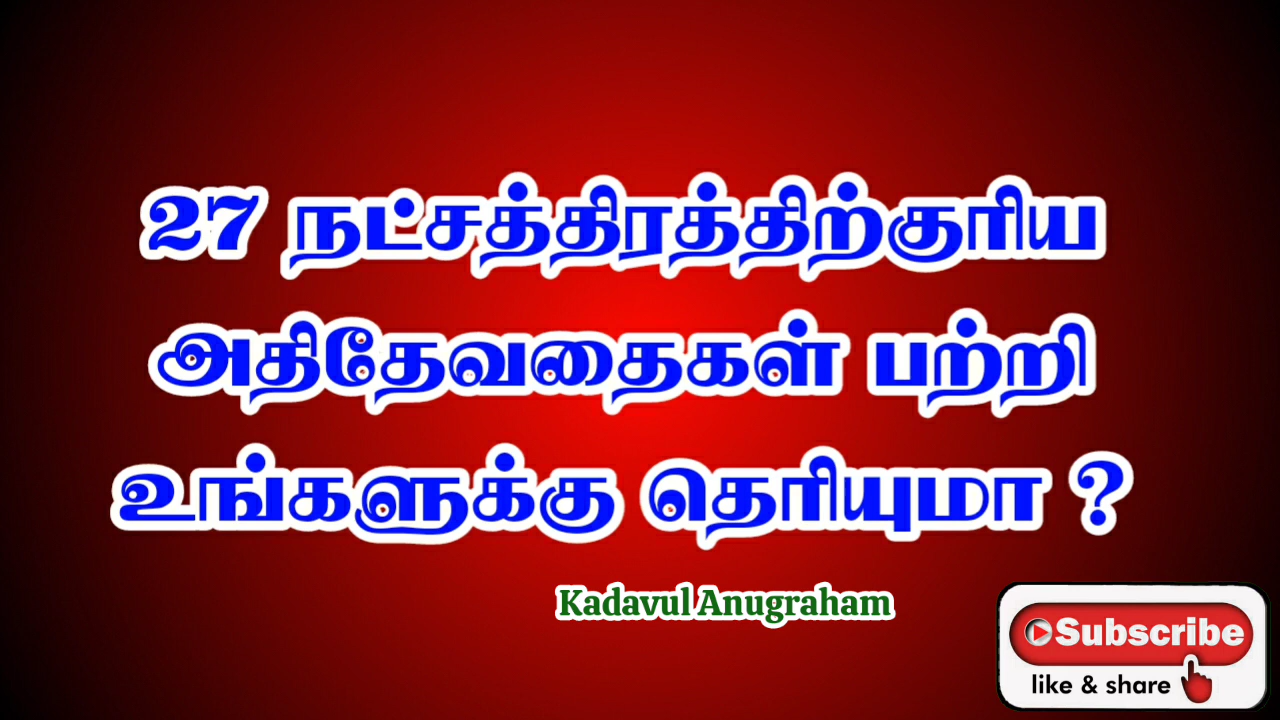 27 நட்சத்திரத்திற்குரிய
அதிதேவதைகள் பற்றி
உங்களுக்கு தெரியுமா ?
Kadavul Anugraham
Subscribe
like & share